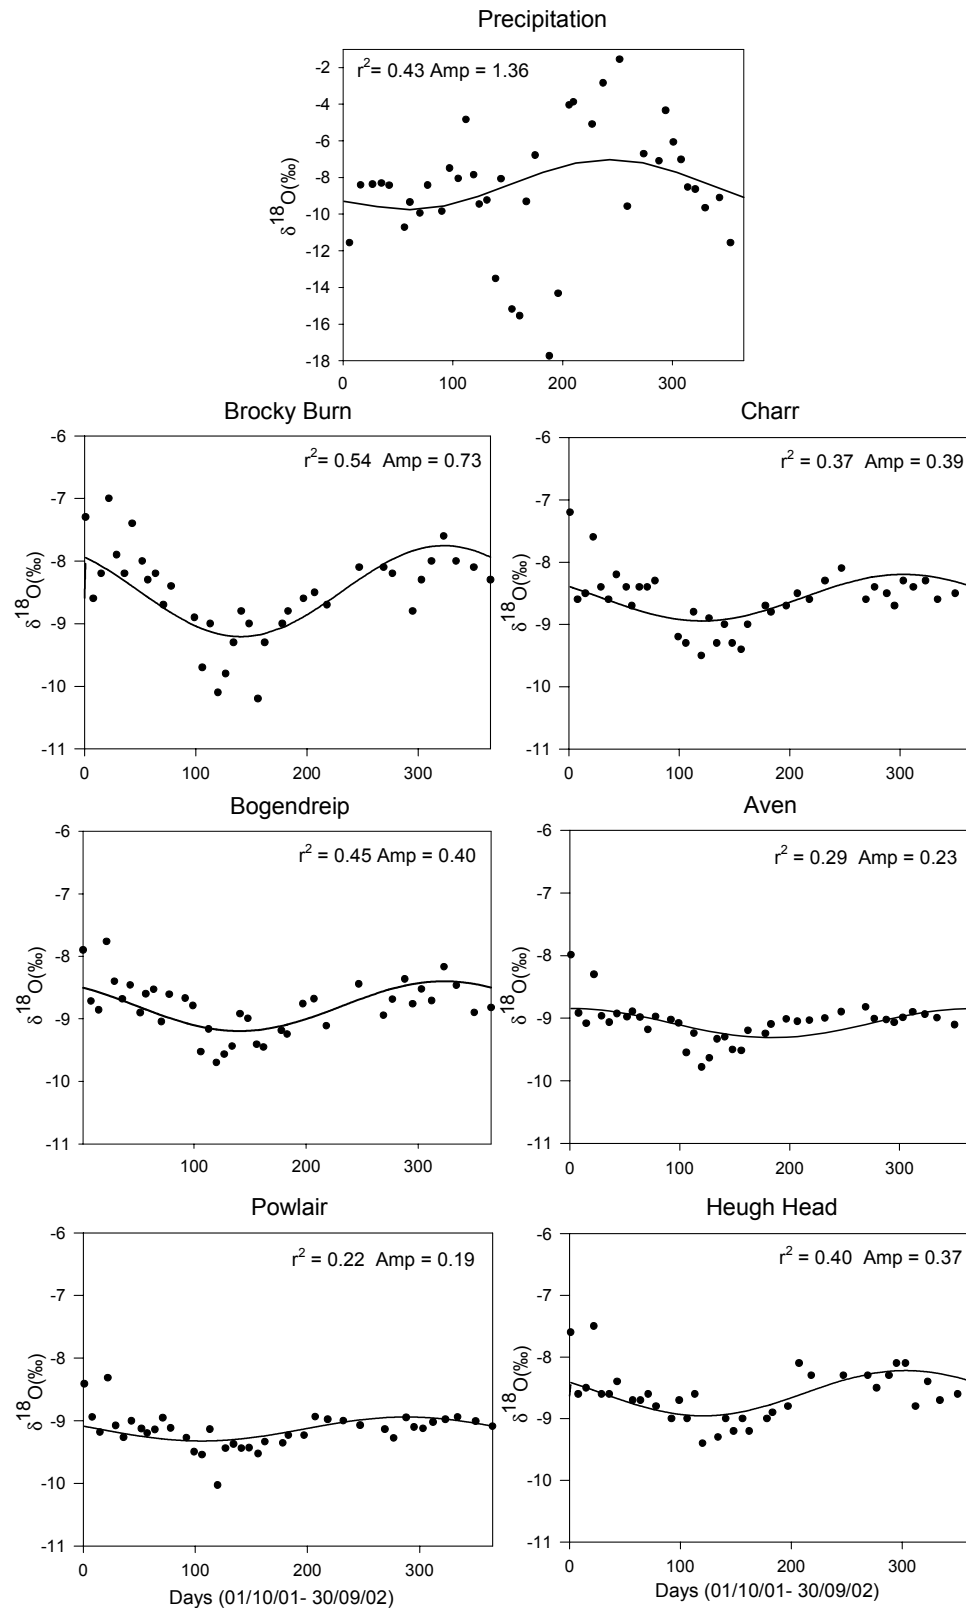 Precipitation
r2= 0.43 Amp = 1.36
-2
-4
-6
-8
-10
-12
-14
-16
-18
δ18O(‰)
0 100 200 300
Brocky Burn
r2= 0.54 Amp = 0.73
-6
-7
-8
-9
-10
-11
δ18O(‰)
0 100 200 300
Charr
r2 = 0.37 Amp = 0.39
-6
-7
-8
-9
-10
-11
δ18O(‰)
0 100 200 300
Bogendreip
r2 = 0.45 Amp = 0.40
-6
-7
-8
-9
-10
-11
δ18O(‰)
100 200 300
Aven
r2 = 0.29 Amp = 0.23
-6
-7
-8
-9
-10
-11
δ18O(‰)
0 100 200 300
Powlair
r2 = 0.22 Amp = 0.19
-6
-7
-8
-9
-10
-11
δ18O(‰)
0 100 200 300
Days (01/10/01- 30/09/02)
Heugh Head
r2 = 0.40 Amp = 0.37
-6
-7
-8
-9
-10
-11
δ18O(‰)
0 100 200 300
Days (01/10/01- 30/09/02)